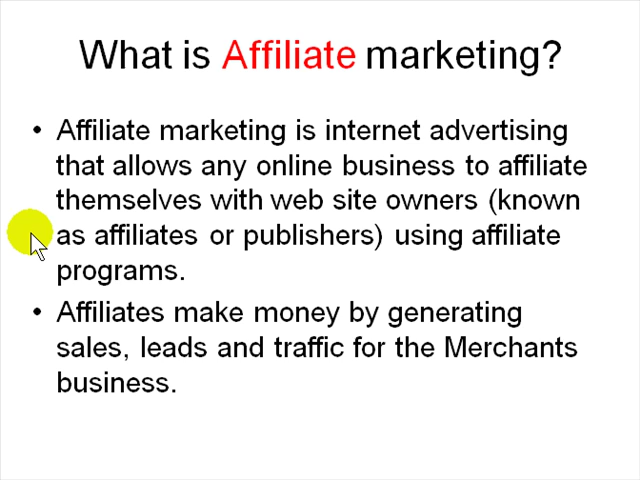 What is Affiliate marketing?
• Affiliate marketing is internet advertising
that allows any online business to affiliate
themselves with web site owners (known
as affiliates or publishers) using affiliate
programs.
• Affiliates make money by generating
sales, leads and traffic for the Merchants
business.